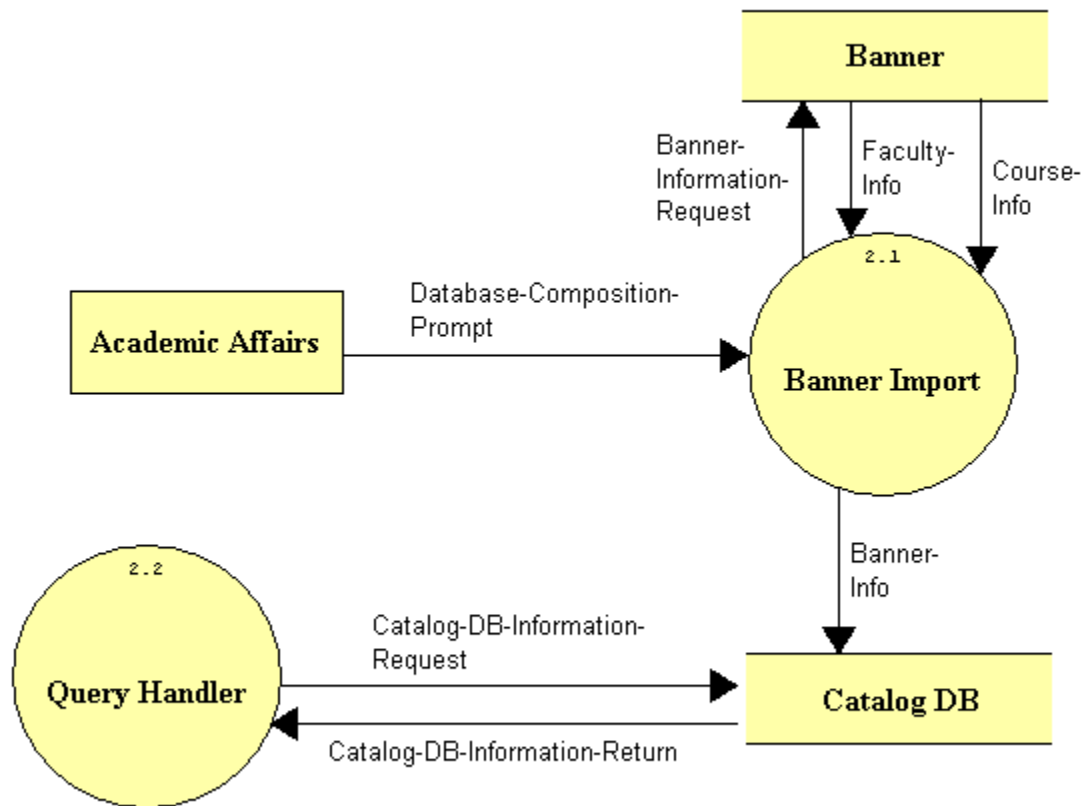 Banner
Banner-
Information-
Request
Faculty-
Info
Course-
Info
2.1
Banner Import
Database-Composition-
Prompt
Academic Affairs
Banner-
Info
2.2
Query Handler
Catalog-DB-Information-
Request
Catalog DB
Catalog-DB-Information-Return